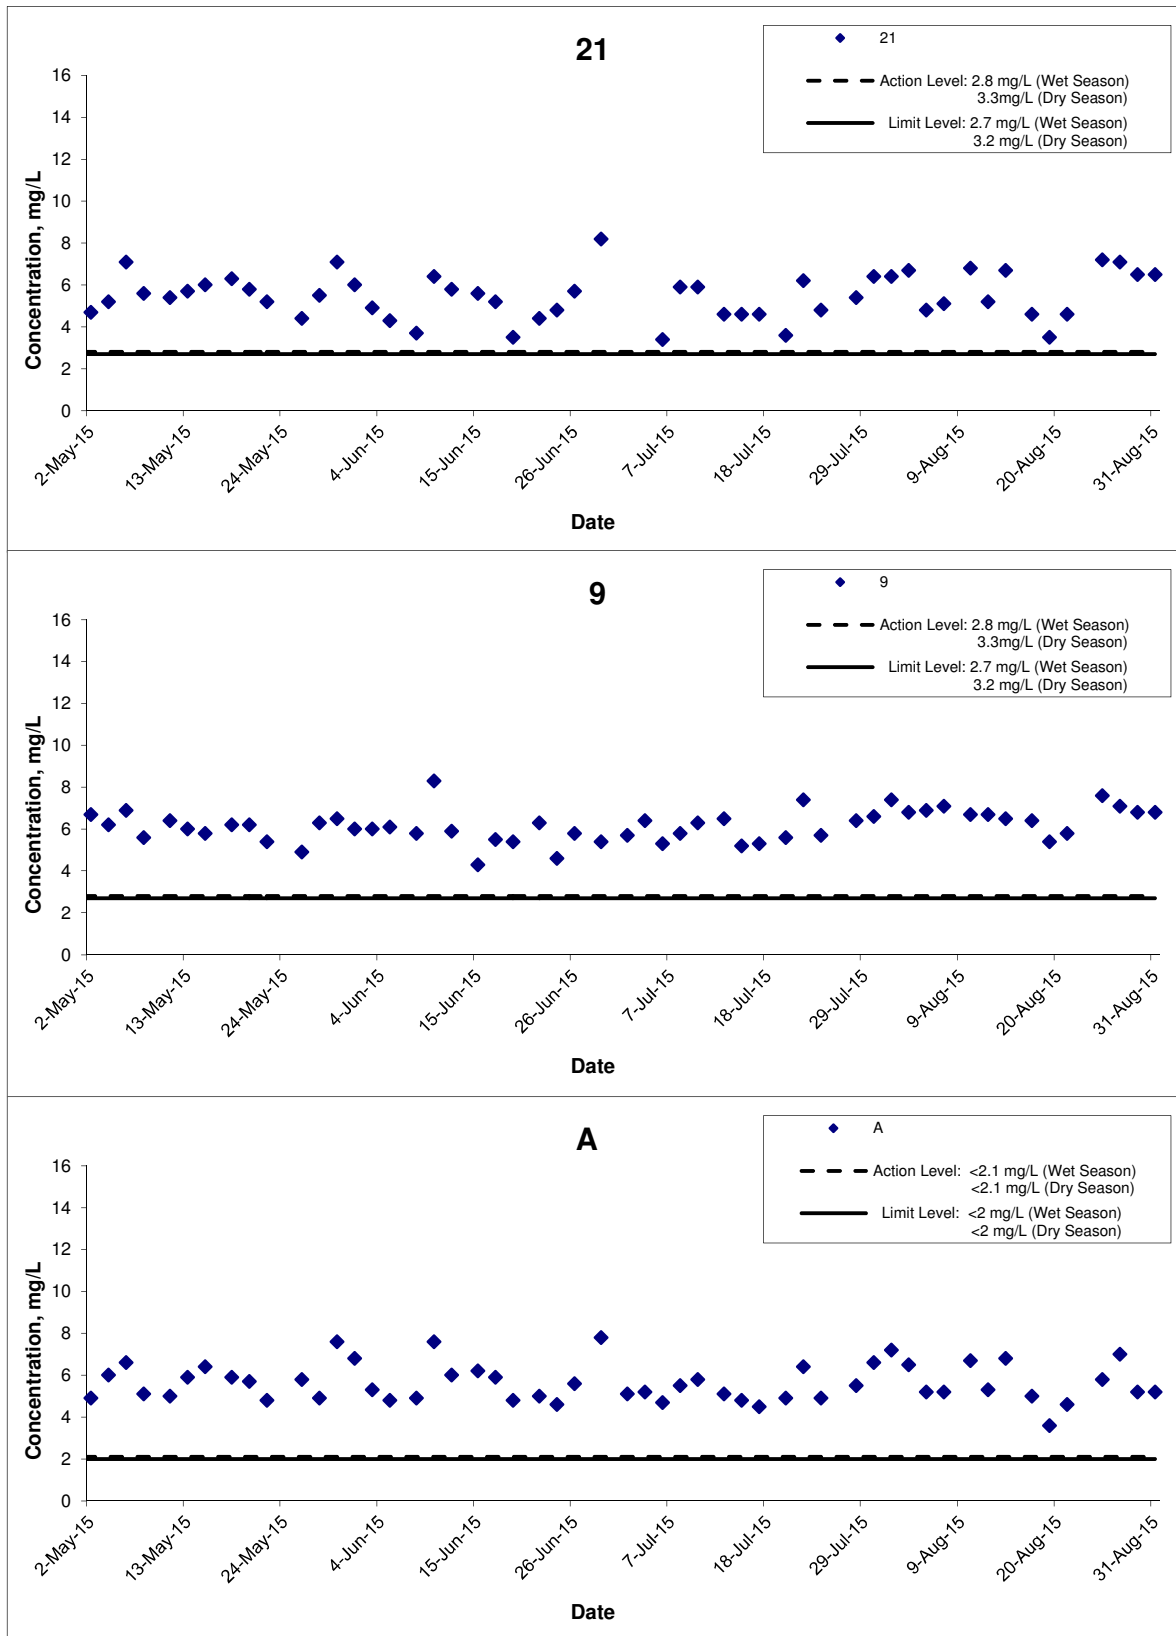 21
21
Action Level: 2.8 mg/L (Wet Season)
3.3mg/L (Dry Season)
Limit Level: 2.7 mg/L (Wet Season)
3.2 mg/L (Dry Season)
Concentration, mg/L
16
14
12
10
8
6
4
2
0
2-May-15
13-May-15
24-May-15
4-Jun-15
15-Jun-15
26-Jun-15
7-Jul-15
18-Jul-15
29-Jul-15
9-Aug-15
20-Aug-15
31-Aug-15
Date
9
9
Action Level: 2.8 mg/L (Wet Season)
3.3mg/L (Dry Season)
Limit Level: 2.7 mg/L (Wet Season)
3.2 mg/L (Dry Season)
Concentration, mg/L
16
14
12
10
8
6
4
2
0
2-May-15
13-May-15
24-May-15
4-Jun-15
15-Jun-15
26-Jun-15
7-Jul-15
18-Jul-15
29-Jul-15
9-Aug-15
20-Aug-15
31-Aug-15
Date
A
A
Action Level: <2.1 mg/L (Wet Season)
<2.1 mg/L (Dry Season)
Limit Level: <2 mg/L (Wet Season)
<2 mg/L (Dry Season)
Concentration, mg/L
16
14
12
10
8
6
4
2
0
2-May-15
13-May-15
24-May-15
4-Jun-15
15-Jun-15
26-Jun-15
7-Jul-15
18-Jul-15
29-Jul-15
9-Aug-15
20-Aug-15
31-Aug-15
Date